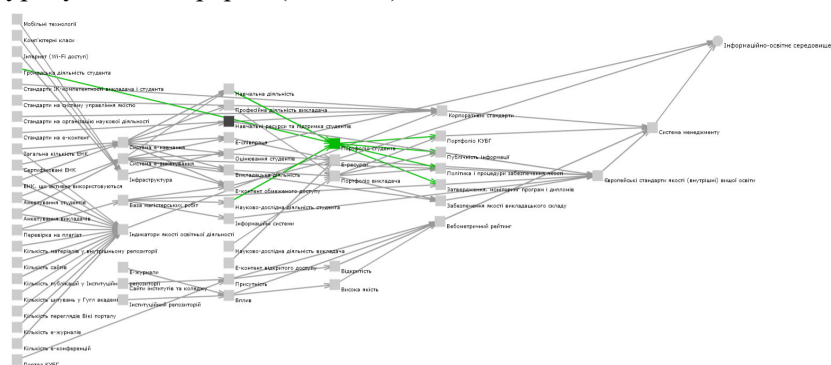 Мобільні технології
Комп'ютерні класи
Інтернет (Wi-Fi доступ)
Громадська діяльність студента
Стандарти ІК-компетентності викладача і студента
Стандарти на систему управління якістю
Стандарти на організацію наукової діяльності
Стандарти на е-контент
Загальна кількість ЕНК
Сертифіковані ЕНК
ЕНК, що активно використовуються
Анкетування студентів
Анкетування викладачів
Перевірка на плагіат
Кількість матеріалів у внутрішньому репозиторії
Кількість сайтів
Кількість публікацій у Інституційному репозиторії
Кількість цитувань у Гугл академії
Кількість переглядів Вікі порталу
Кількість е-журналів
Кількість е-конференцій
Портал КУБГ
Система е-навчання
Система е-анкетування
Інфраструктура
База магістерських робіт
Індикатори якості освітньої діяльності
Е-журнали
Сайти інститутів та коледжу
Інституційний репозиторій
Навчальна діяльність
Професійна діяльність викладача
Навчальні ресурси та підтримка студентів
Е-співпраця
Оцінювання студентів
Викладацька діяльність
Е-контент обмеженого доступу
Науково-дослідна діяльність студента
Інформаційні системи
Науково-дослідна діяльність викладача
Е-контент відкритого доступу
Присутність
Вплив
Портфоліо студента
Е-ресурси
Портфоліо викладача
Відкритість
Висока якість
Корпоративні стандарти
Портфоліо КУБГ
Публічність інформації
Політика і процедури забезпечення якості
Затвердження, моніторинг програм і дипломів
Забезпечення якості викладацького складу
Вебометричний рейтинг
Європейські стандарти якості (внутрішні) вищої освіти
Система менеджменту
Інформаційно-освітнє середовище